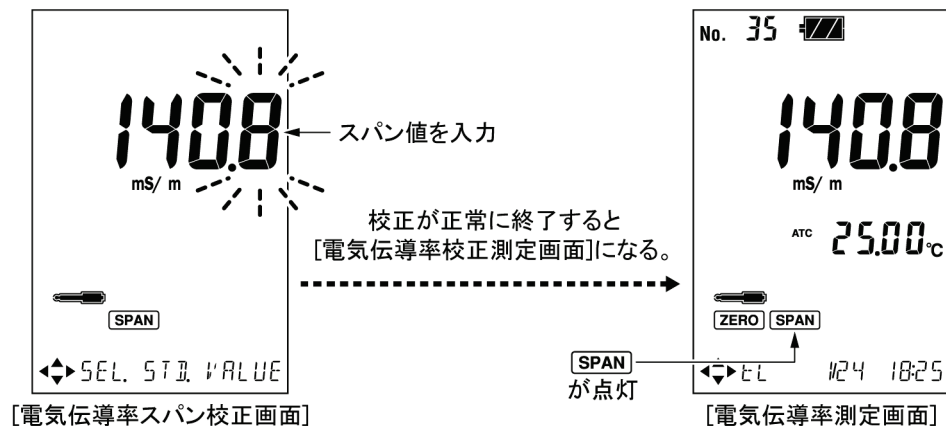 140.8
mS/ m
SPAN
SEL. STD. VALUE
[電気伝導率スパン校正画面]
スパン値を入力
校正が正常に終了すると
[電気伝導率校正測定画面]になる。
SPAN
が点灯
No. 35
140.8
mS/ m
ATC 25.00℃
ZERO SPAN
EL 1/24 18:25
[電気伝導率測定画面]